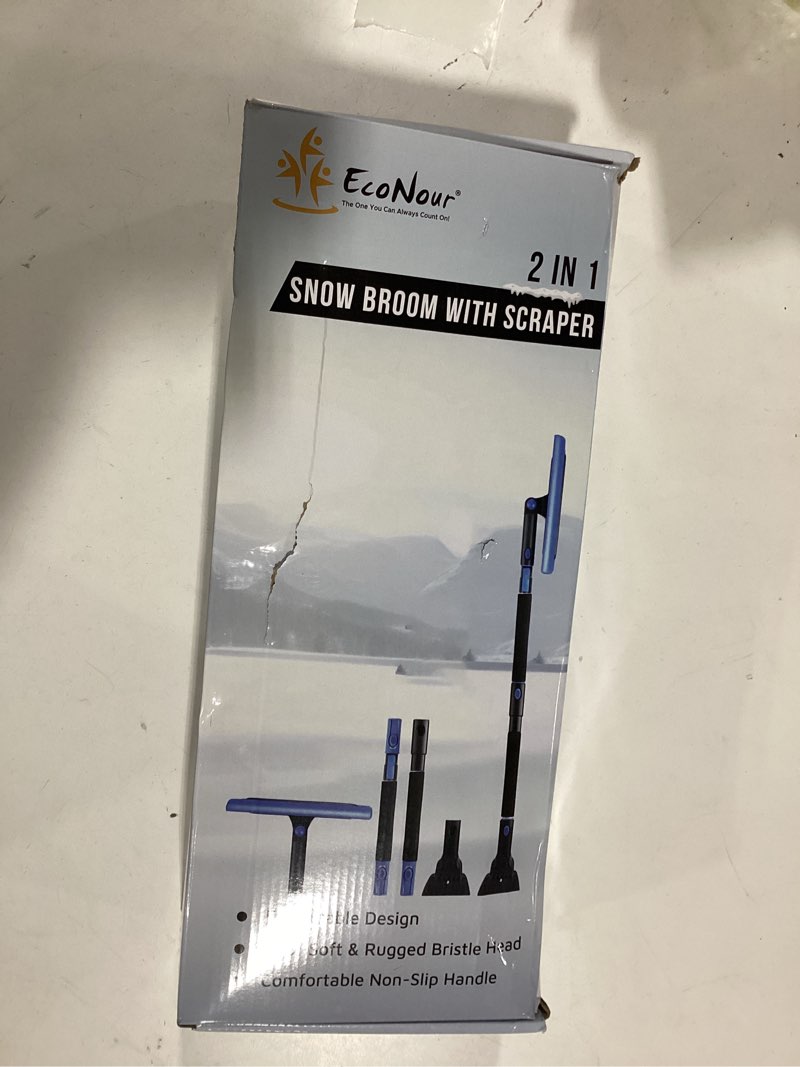 EcoNour®
The One You Can Always Count On!
2 IN 1
SNOW BROOM WITH SCRAPER
Design
Soft & Rugged Bristle Head
Comfortable Non-Slip Handle